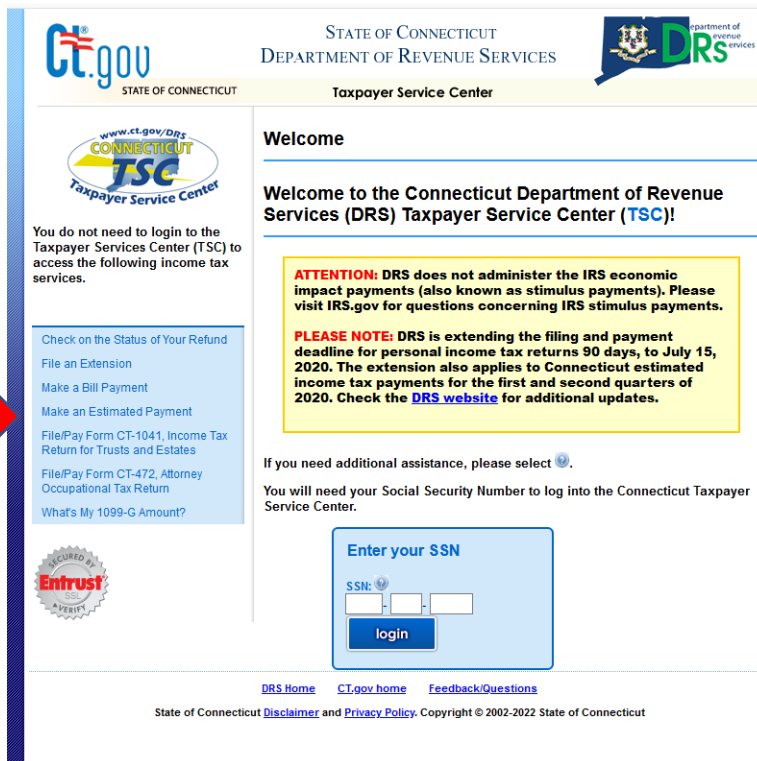 Ct.gov
STATE OF CONNECTICUT
STATE OF CONNECTICUT
DEPARTMENT OF REVENUE SERVICES
Department of
Revenue
Services
DRS
Taxpayer Service Center
www.ct.gov/DRS
CONNECTICUT
TSC
Taxpayer Service Center
You do not need to login to the
Taxpayer Services Center (TSC) to
access the following income tax
services.
Check on the Status of Your Refund
File an Extension
Make a Bill Payment
Make an Estimated Payment
File/Pay Form CT-1041, Income Tax
Return for Trusts and Estates
File/Pay Form CT-472, Attorney
Occupational Tax Return
What's My 1099-G Amount?
SECURED BY
Entrust
SSL
VERIFY
Welcome
Welcome to the Connecticut Department of Revenue
Services (DRS) Taxpayer Service Center (TSC)!
ATTENTION: DRS does not administer the IRS economic
impact payments (also known as stimulus payments). Please
visit IRS.gov for questions concerning IRS stimulus payments.
PLEASE NOTE: DRS is extending the filing and payment
deadline for personal income tax returns 90 days, to July 15,
2020. The extension also applies to Connecticut estimated
income tax payments for the first and second quarters of
2020. Check the DRS website for additional updates.
If you need additional assistance, please select ?.
You will need your Social Security Number to log into the Connecticut Taxpayer
Service Center.
Enter your SSN
SSN: ?
- -
login
DRS Home CT.gov home Feedback/Questions
State of Connecticut Disclaimer and Privacy Policy. Copyright © 2002-2022 State of Connecticut